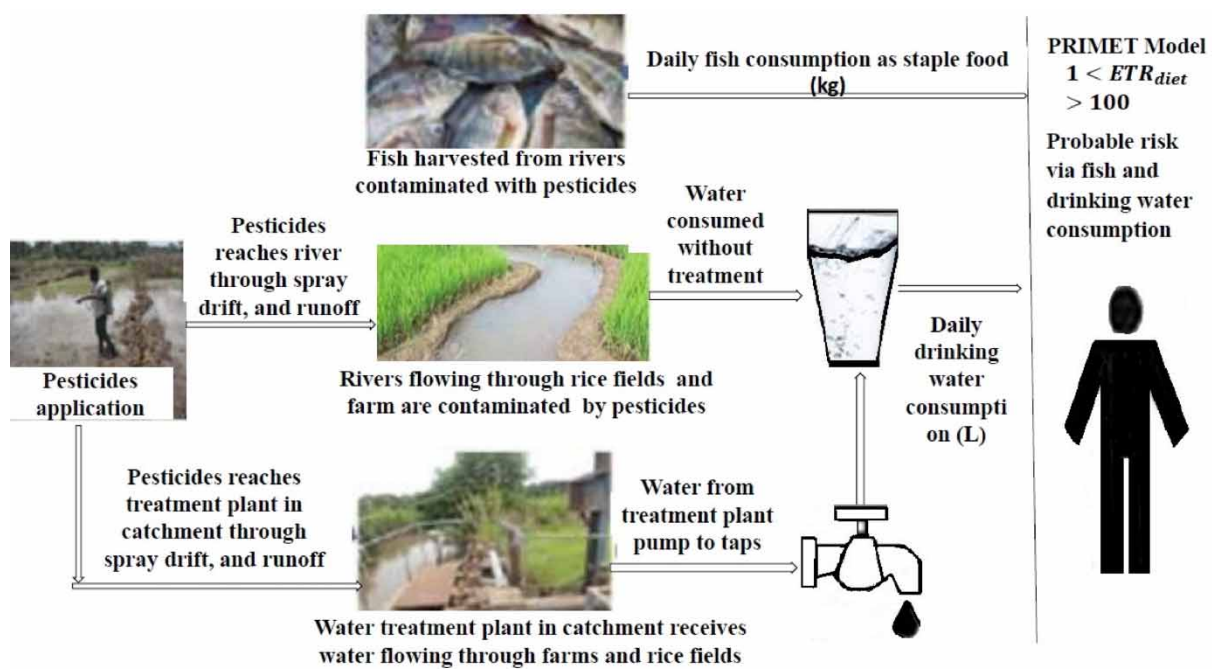 Daily fish consumption as staple food
(kg)
PRIMET Model
1 < ETR_diet
> 100
Fish harvested from rivers
contaminated with pesticides
Probable risk
via fish and
drinking water
consumption
Pesticides
reaches river
through spray
drift, and runoff
Water
consumed
without
treatment
Pesticides
application
Rivers flowing through rice fields and
farm are contaminated by pesticides
Daily
drinking
water
consumpti
on (L)
Pesticides reaches
treatment plant in
catchment through
spray drift, and runoff
Water from
treatment plant
pump to taps
Water treatment plant in catchment receives
water flowing through farms and rice fields